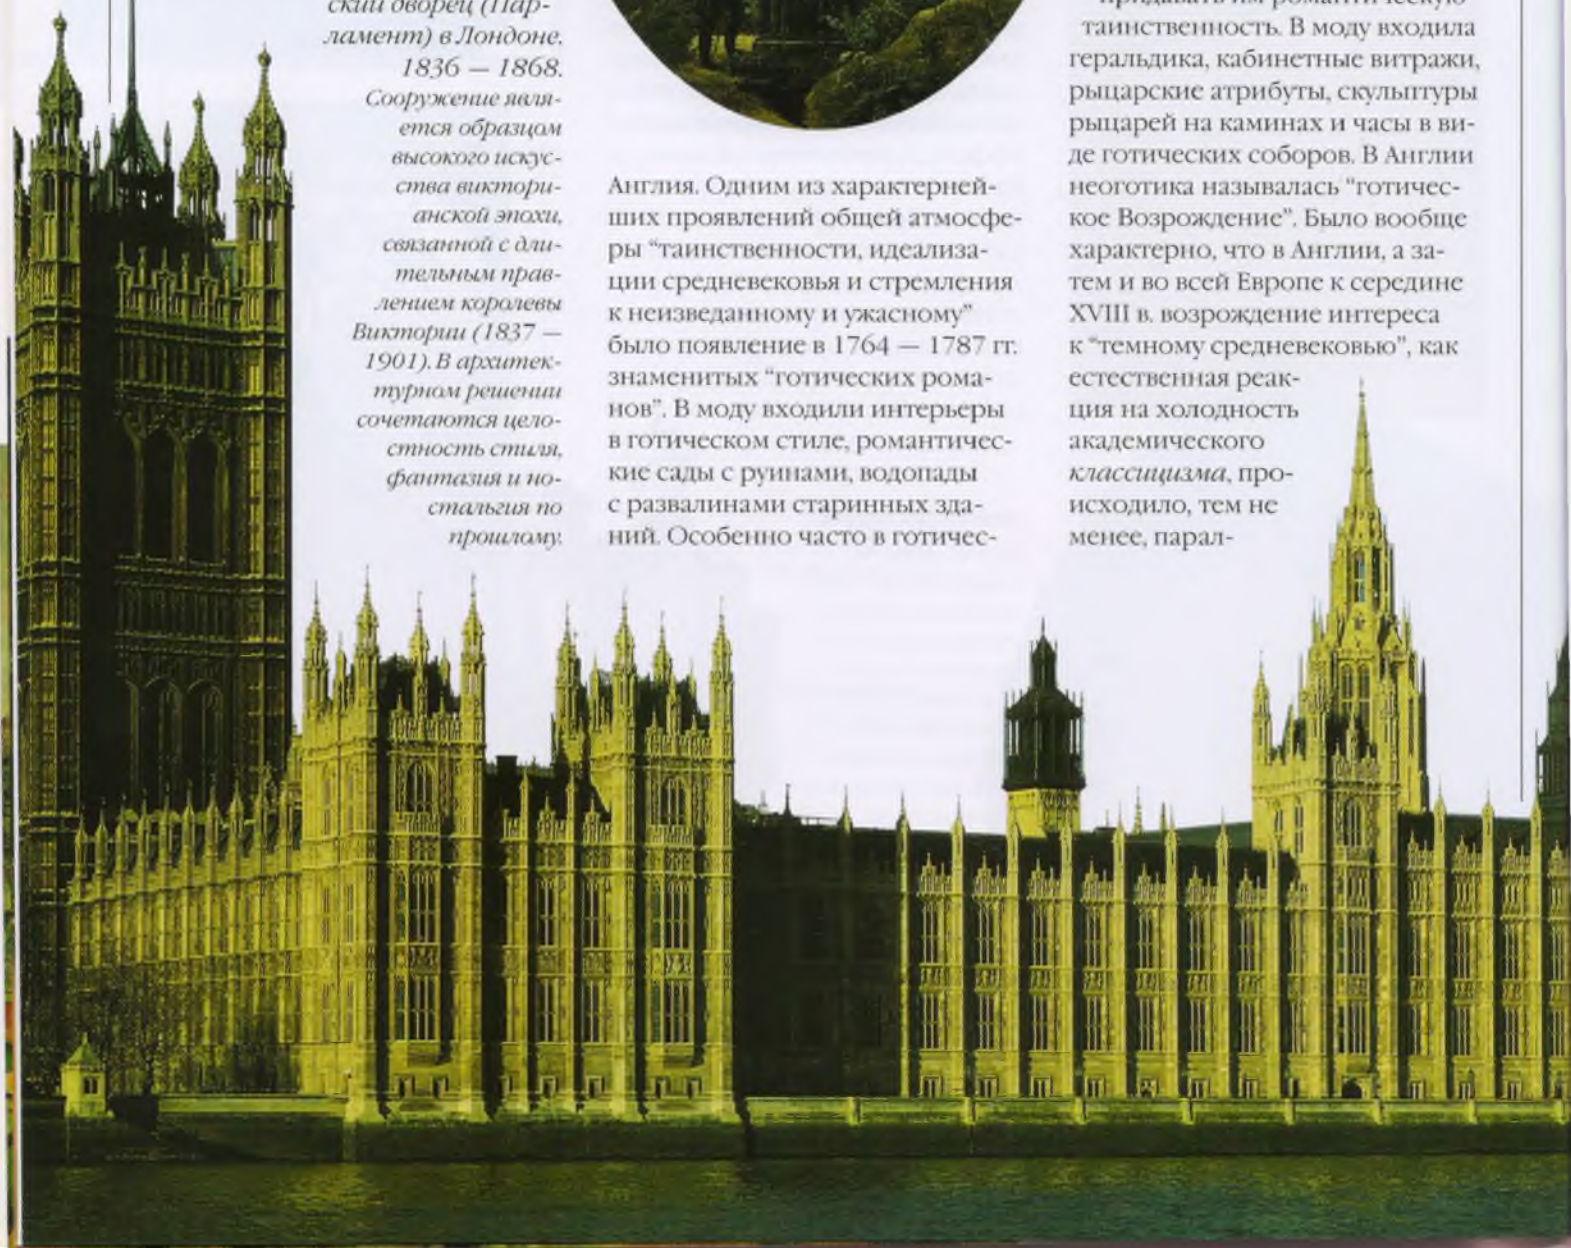 ский дворец (Пар-
ламент) в Лондоне.
1836 — 1868.
Сооружение явля-
ется образцом
высокого искус-
ства виктори-
анской эпохи,
связанной с дли-
тельным прав-
лением королевы
Виктории (1837 —
1901). В архитек-
турном решении
сочетаются цело-
стность стиля,
фантазия и но-
стальгия по
прошлому.
Англия. Одним из характерней-
ших проявлений общей атмосфе-
ры “таинственности, идеализа-
ции средневековья и стремления
к неизведанному и ужасному”
было появление в 1764 — 1787 гг.
знаменитых “готических рома-
нов”. В моду входили интерьеры
в готическом стиле, романтичес-
кие сады с руинами, водопады
с развалинами старинных зда-
ний. Особенно часто в готичес-
придавать им романтическую
таинственность. В моду входила
геральдика, кабинетные витражи,
рыцарские атрибуты, скульптуры
рыцарей на каминах и часы в ви-
де готических соборов. В Англии
неоготика называлась “готичес-
кое Возрождение”. Было вообще
характерно, что в Англии, а за-
тем и во всей Европе к середине
XVIII в. возрождение интереса
к “темному средневековью”, как
естественная реак-
ция на холодность
академического
классицизма, про-
исходило, тем не
менее, парал-